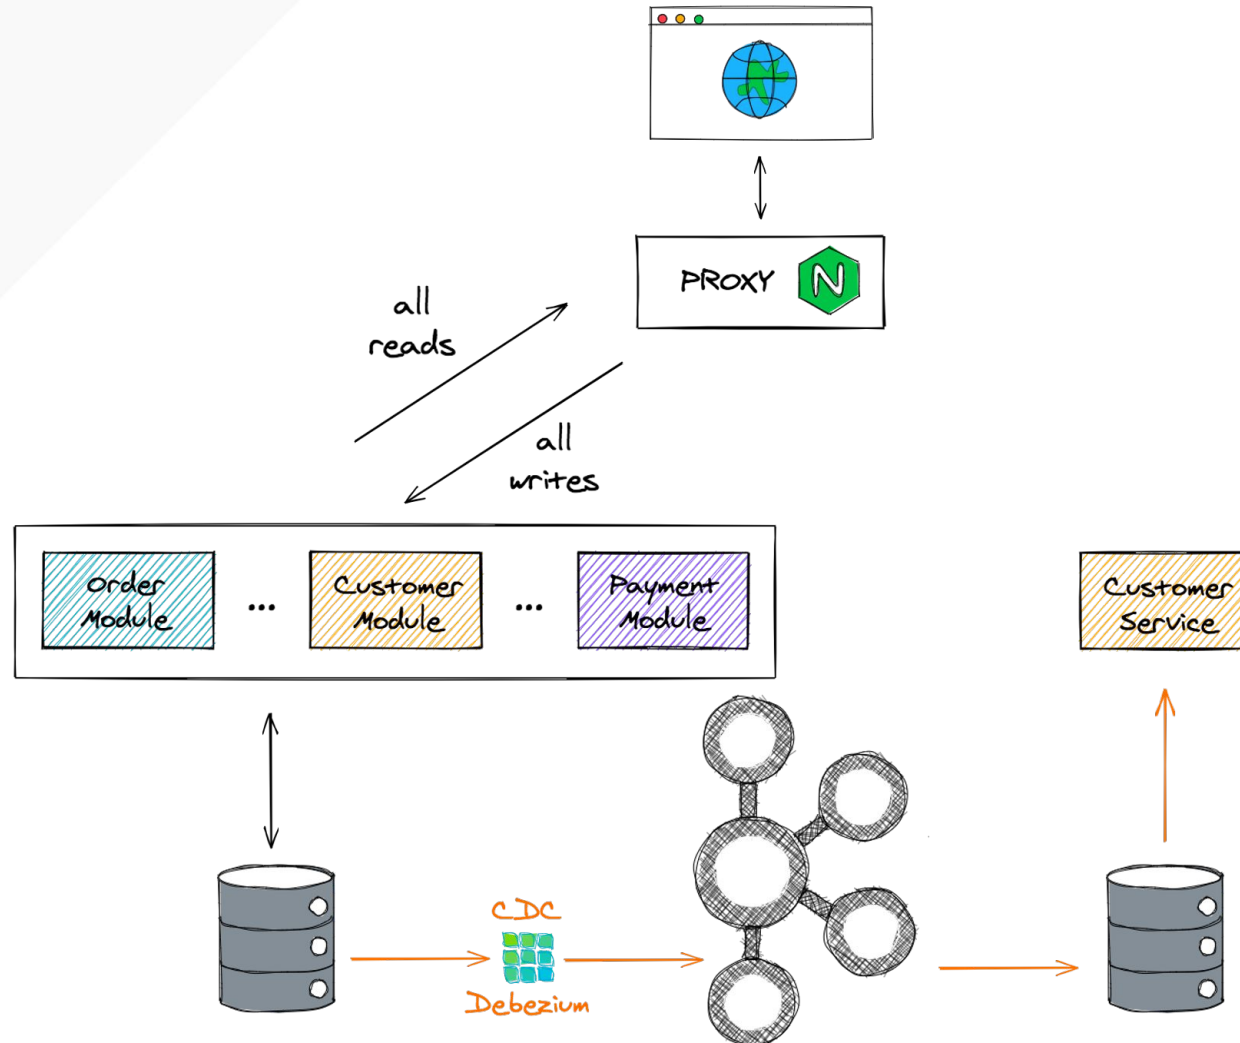 PROXY
N
all
reads
all
writes
Order
Module
...
Customer
Module
...
Payment
Module
Customer
Service
CDC
Debezium